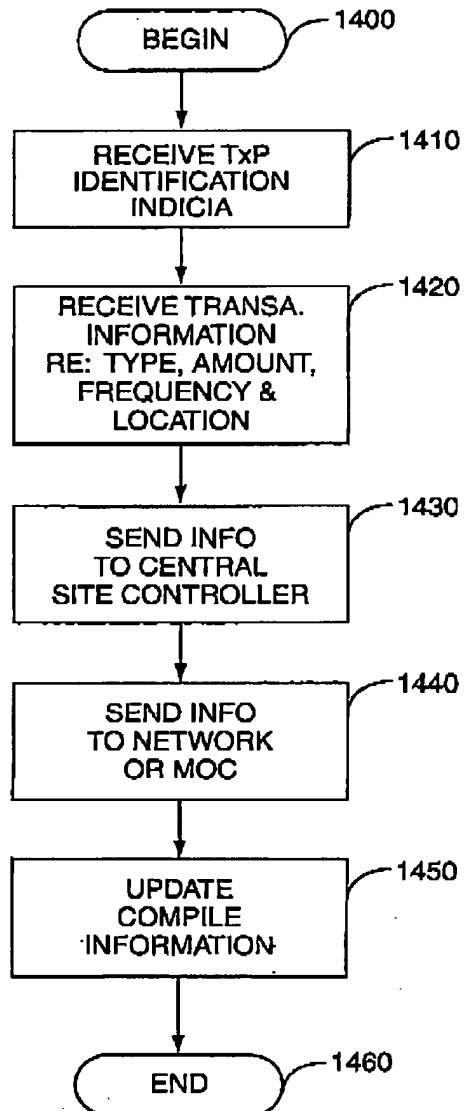 BEGIN
1400
1410
RECEIVE TxP
IDENTIFICATION
INDICIA
1420
RECEIVE TRANSA.
INFORMATION
RE: TYPE, AMOUNT,
FREQUENCY &
LOCATION
1430
SEND INFO
TO CENTRAL
SITE CONTROLLER
1440
SEND INFO
TO NETWORK
OR MOC
1450
UPDATE
COMPILE
INFORMATION
END
1460